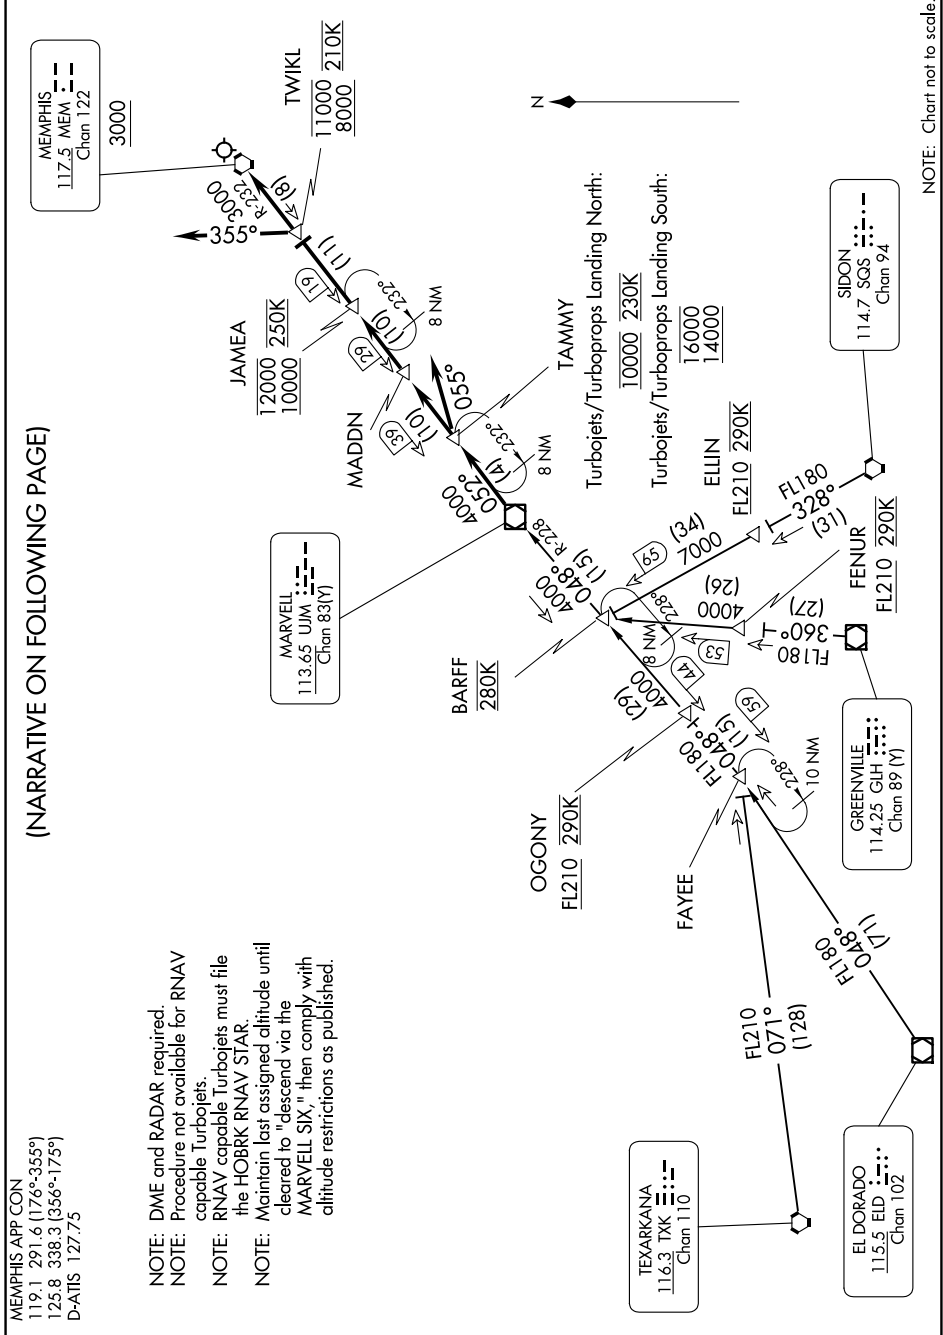 (NARRATIVE ON FOLLOWING PAGE)
MEMPHIS APP CON
119.1 291.6 (176°-355°)
125.8 338.3 (356°-175°)
D-ATIS 127.75
NOTE: DME and RADAR required.
NOTE: Procedure not available for RNAV
capable Turbojets.
NOTE: RNAV capable Turbojets must file
the HOBRK RNAV STAR.
NOTE: Maintain last assigned altitude until
cleared to "descend via the
MARVELL SIX," then comply with
altitude restrictions as published.
MEMPHIS
117.5 MEM
Chan 122
3000
TWIKL
11000 210K
8000
R-232
3000
(8)
355°
(11)
19
232°
8 NM
JAMEA
12000 250K
10000
(10)
29
MADDN
39
(10)
055°
N
TAMMY
Turbojets/Turboprops Landing North:
10000 230K
Turbojets/Turboprops Landing South:
16000
14000
232°
8 NM
(4)
052°
4000
MARVELL
113.65 UJM
Chan 83(Y)
R-228
(15)
048°
4000
BARFF
280K
228°
8 NM
65
(34)
7000
ELLIN
FL210 290K
FL180
328°
(31)
SIDON
114.7 SQS
Chan 94
53
(26)
4000
FENUR
FL210 290K
(27)
360°
FL180
GREENVILLE
114.25 GLH
Chan 89 (Y)
(29)
4000
44
OGONY
FL210 290K
FL180
048°
(15)
59
FAYEE
228°
10 NM
FL180
048°
(71)
FL210
071°
(128)
TEXARKANA
116.3 TXK
Chan 110
EL DORADO
115.5 ELD
Chan 102
NOTE: Chart not to scale.